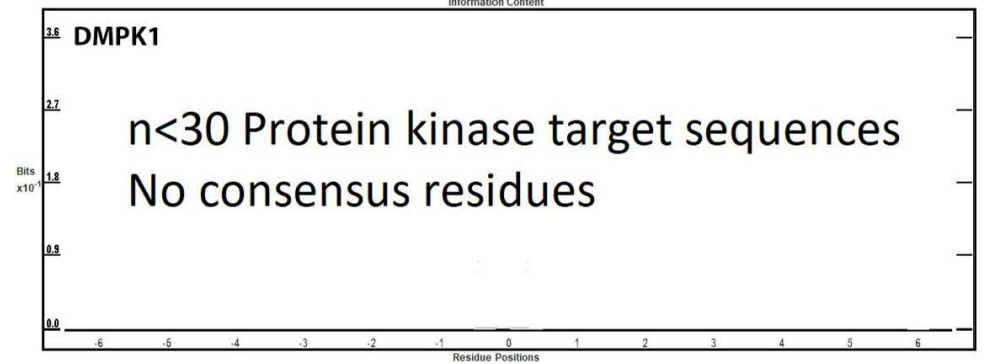 Information Content
3.6 DMPK1
2.7
n<30 Protein kinase target sequences
Bits
x10-1
1.8
No consensus residues
0.9
0.0
-6 -5 -4 -3 -2 -1 0 1 2 3 4 5 6
Residue Positions